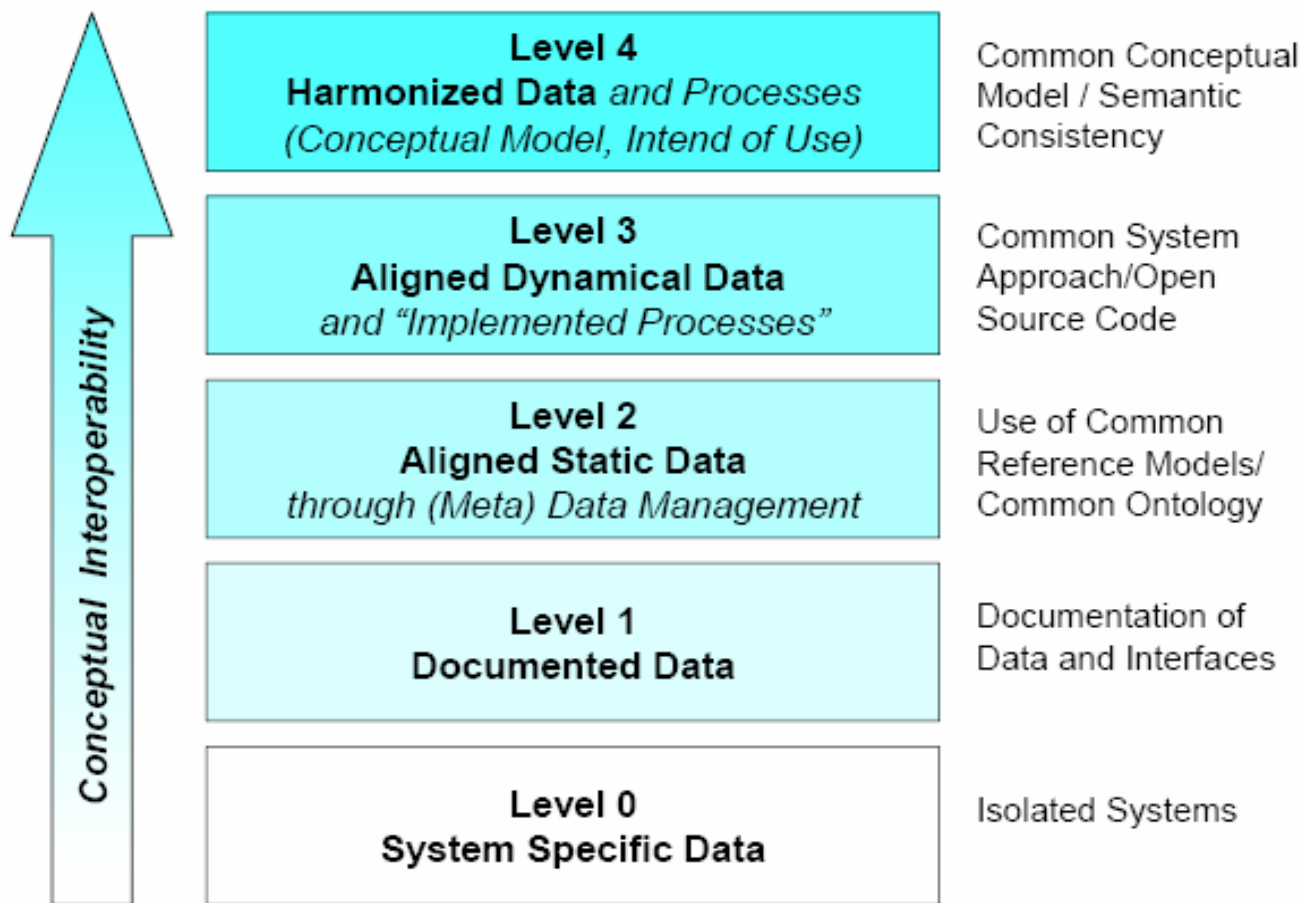 Level 4
Harmonized Data and Processes
(Conceptual Model, Intend of Use)
Common Conceptual
Model / Semantic
Consistency
Level 3
Aligned Dynamical Data
and “Implemented Processes”
Common System
Approach/Open
Source Code
Level 2
Aligned Static Data
through (Meta) Data Management
Use of Common
Reference Models/
Common Ontology
Level 1
Documented Data
Documentation of
Data and Interfaces
Level 0
System Specific Data
Isolated Systems
Conceptual Interoperability